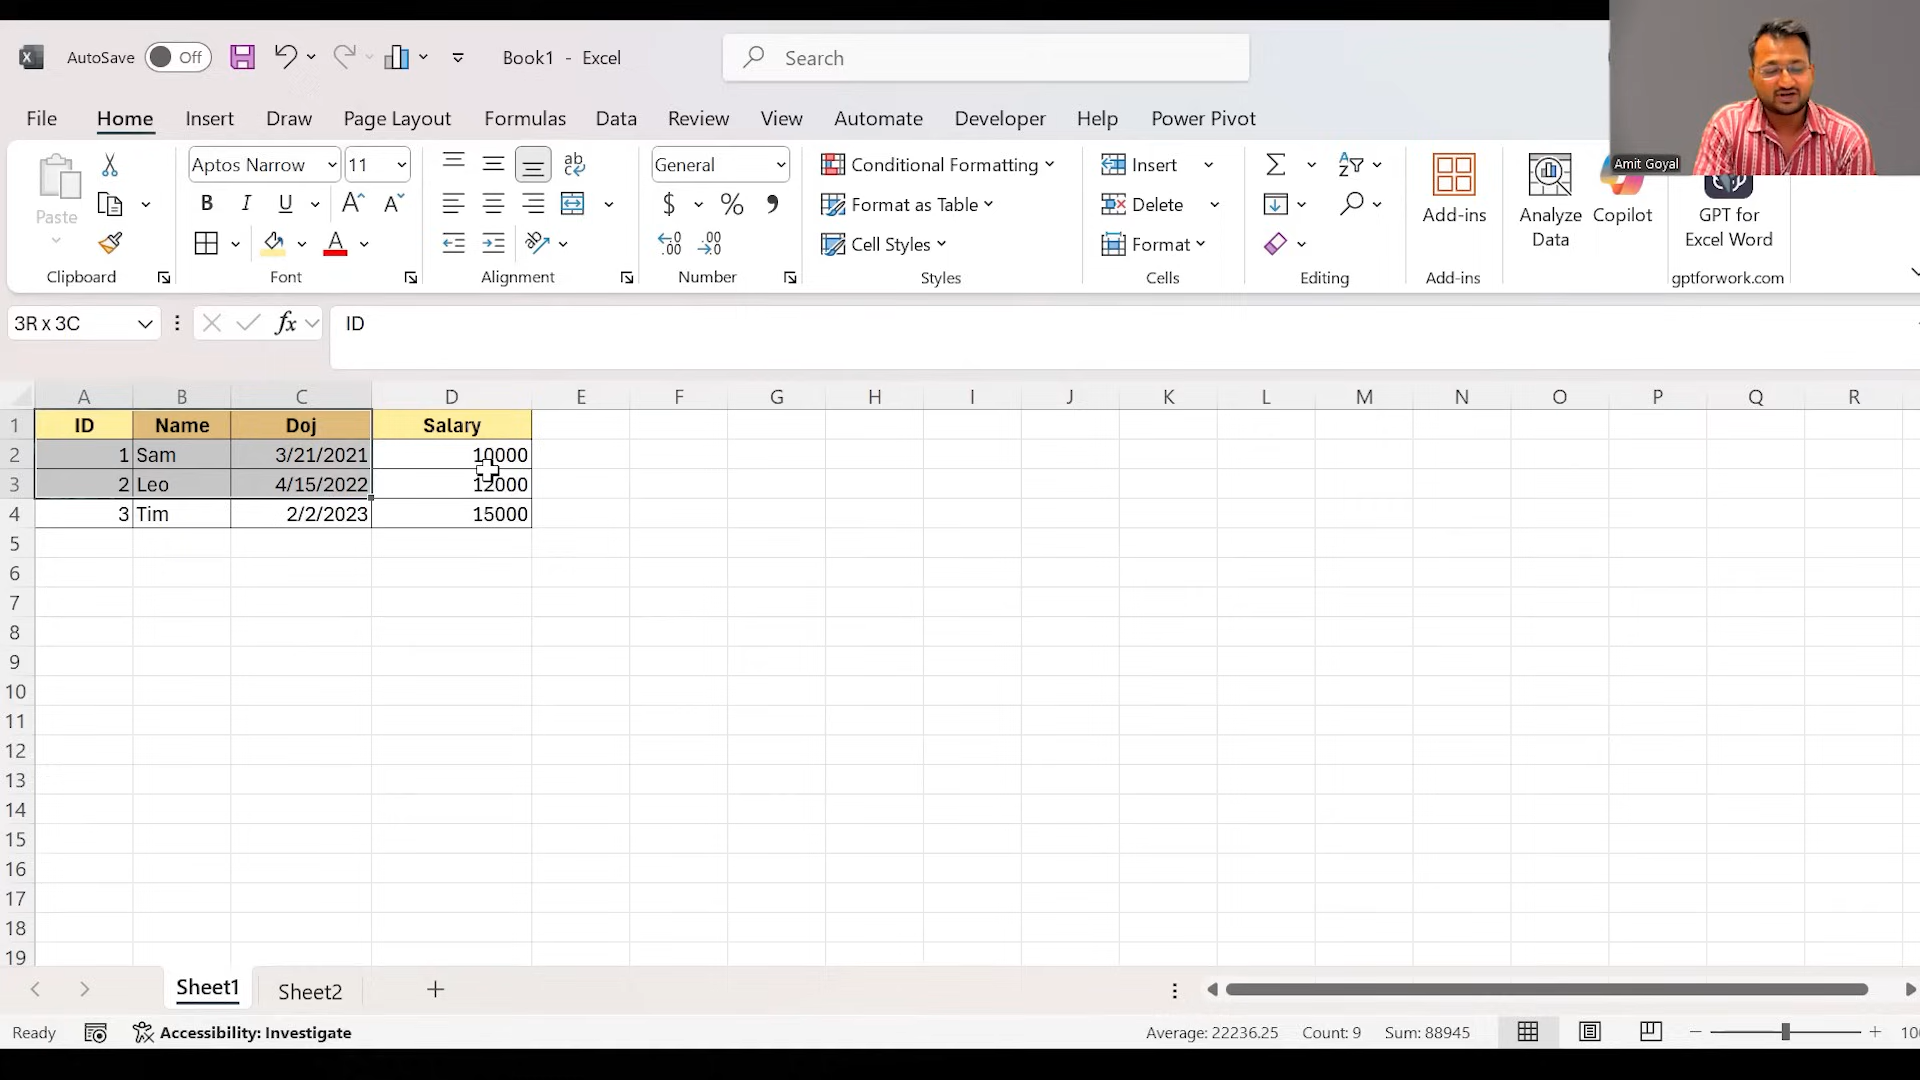 AutoSave Off Book1 - Excel Search
File Home Insert Draw Page Layout Formulas Data Review View Automate Developer Help Power Pivot
Amit Goyal
Paste
Clipboard
Aptos Narrow 11
B I U A A
A
Font
ab
Alignment
General
$ % ,
.00
.00
Number
Conditional Formatting
Format as Table
Cell Styles
Styles
Insert
Delete
Format
Cells
Editing
Add-ins
Add-ins
Analyze
Data
Copilot
GPT for
Excel Word
gptforwork.com
3R x 3C fx ID
A B C D E F G H I J K L M N O P Q R
1 ID Name Doj Salary
2 1 Sam 3/21/2021 10000
3 2 Leo 4/15/2022 12000
4 3 Tim 2/2/2023 15000
5
6
7
8
9
10
11
12
13
14
15
16
17
18
19
Sheet1 Sheet2
Ready Accessibility: Investigate Average: 22236.25 Count: 9 Sum: 88945